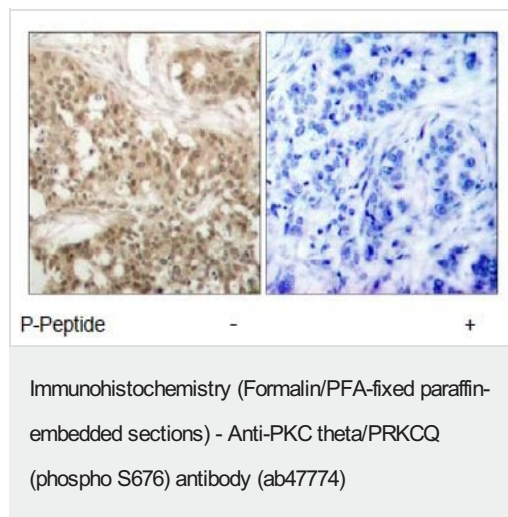 P-Peptide - +
Immunohistochemistry (Formalin/PFA-fixed paraffin-
embedded sections) - Anti-PKC theta/PRKCQ
(phospho S676) antibody (ab47774)